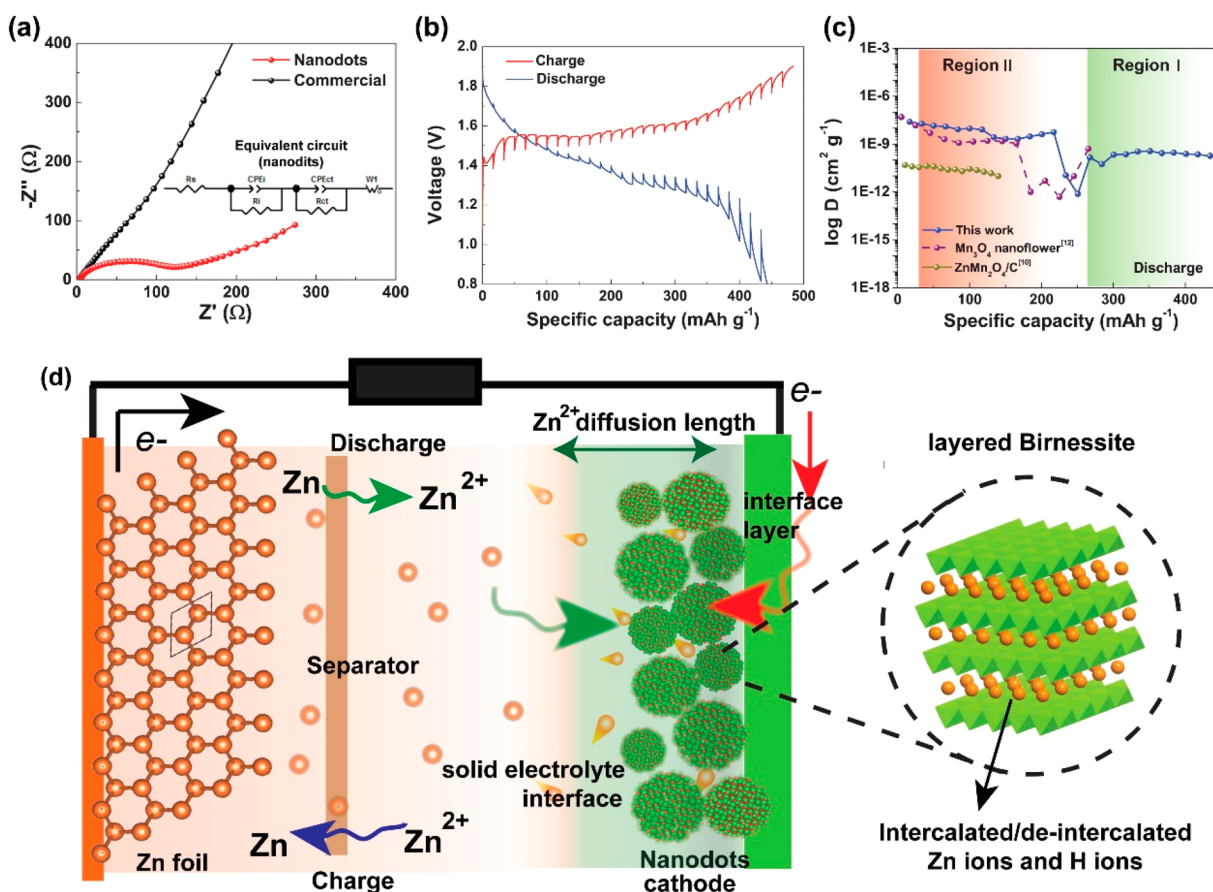 (a)
400
300
200
100
0
-Z" (Ω)
Nanodots
Commercial
Equivalent circuit
(nanodits)
Rs
CPEi
CPEct
W1
Ri
Rct
0
100
200
300
400
Z' (Ω)
(b)
2.0
1.8
1.6
1.4
1.2
1.0
0.8
Voltage (V)
Charge
Discharge
0
100
200
300
400
500
Specific capacity (mAh g⁻¹)
(c)
1E-3
1E-6
1E-9
1E-12
1E-15
1E-18
log D (cm² g⁻¹)
Region II
Region I
This work
Mn₃O₄ nanoflower[12]
ZnMn₂O₄/C[10]
Discharge
0
100
200
300
400
Specific capacity (mAh g⁻¹)
(d)
e-
e-
Discharge
Zn²⁺ diffusion length
Zn
Zn²⁺
interface
layer
layered Birnessite
Separator
solid electrolyte
interface
Zn
Zn²⁺
Zn foil
Charge
Nanodots
cathode
Intercalated/de-intercalated
Zn ions and H ions